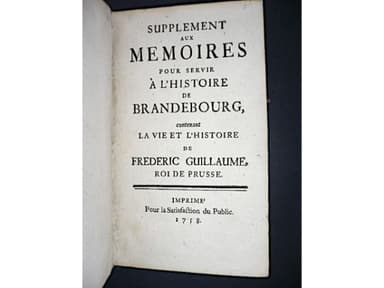 SUPPLEMENT
AUX
MEMOIRES
POUR SERVIR
À L'HISTOIRE
DE
BRANDEBOURG,
contenant
LA VIE ET L'HISTOIRE
DE
FREDERIC GUILLAUME,
ROI DE PRUSSE.
IMPRIME'
Pour la Satisfaction du Public.
1758.